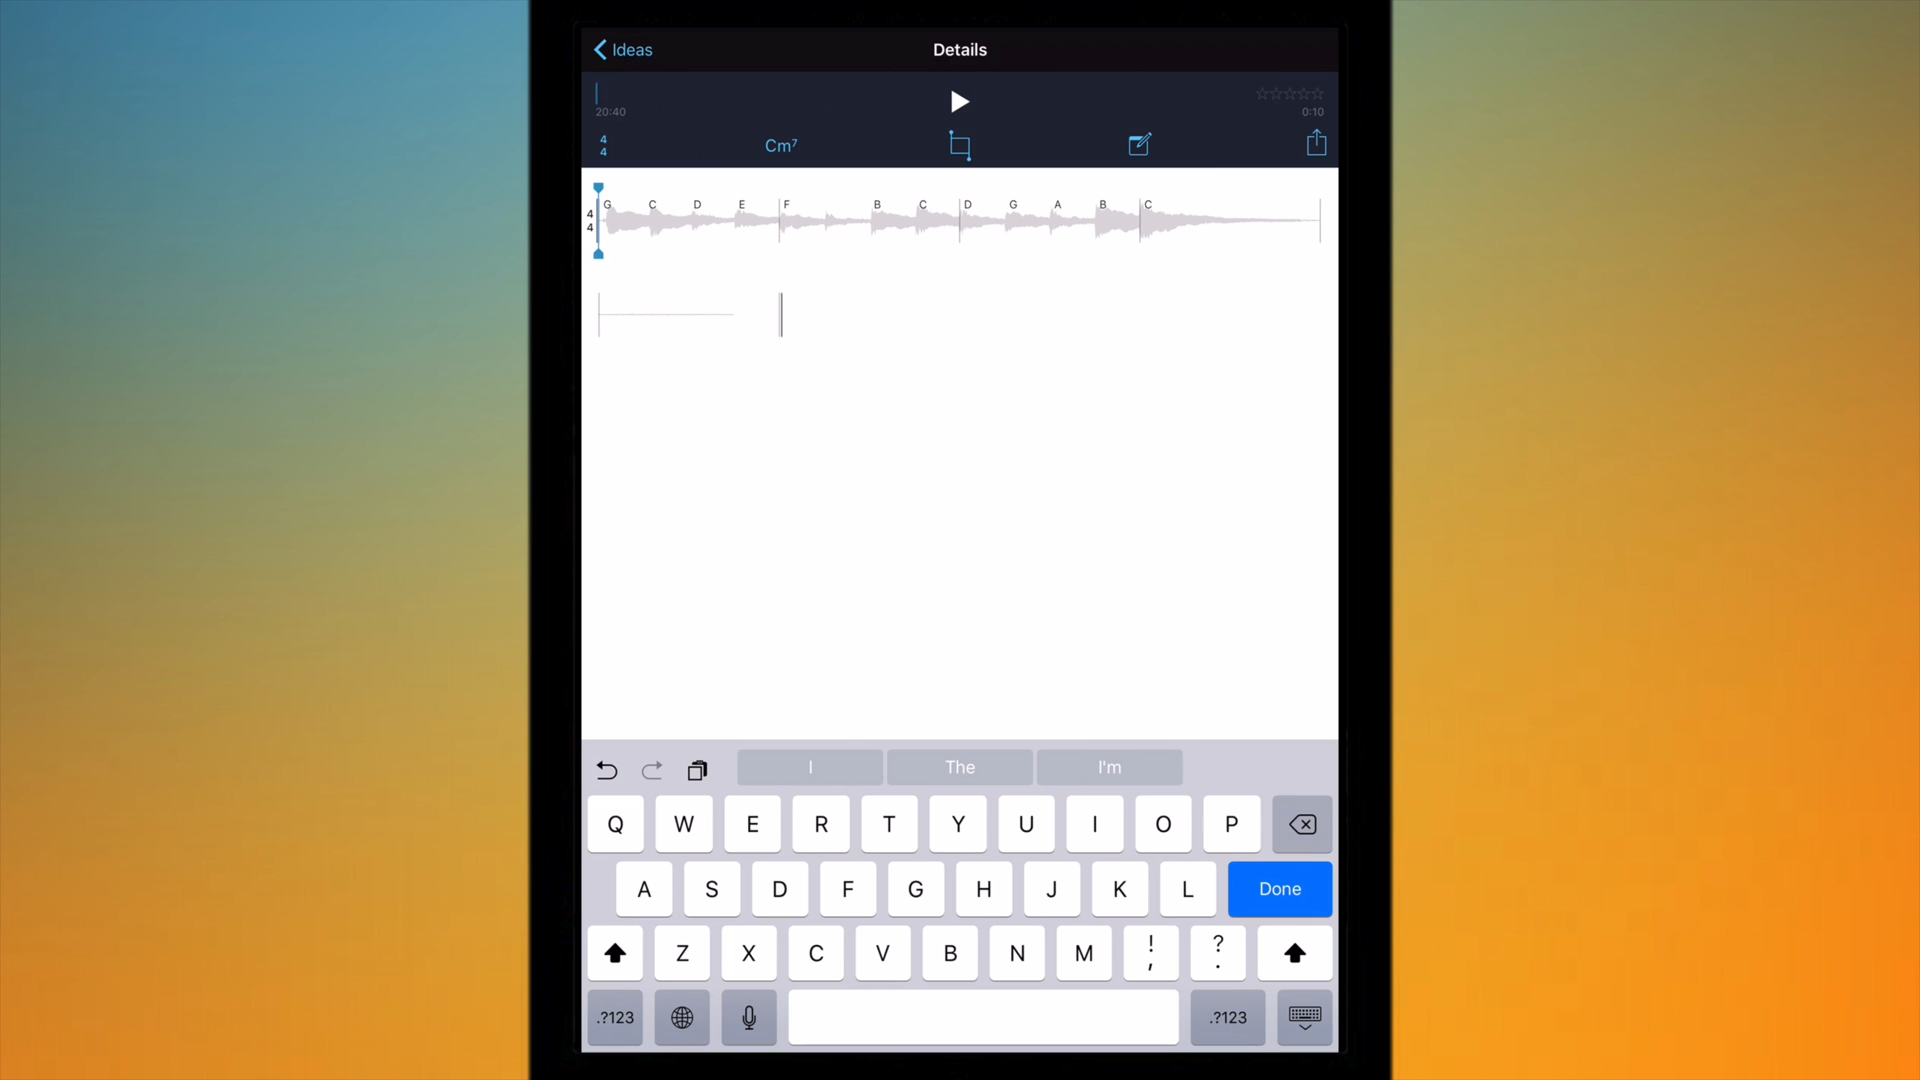 Ideas
Details
20:40
0:10
4
4
Cm⁷
G C D E F B C D G A B C
4
4
I The I'm
Q W E R T Y U I O P
A S D F G H J K L Done
Z X C V B N M ! , ? .
.?123 .?123